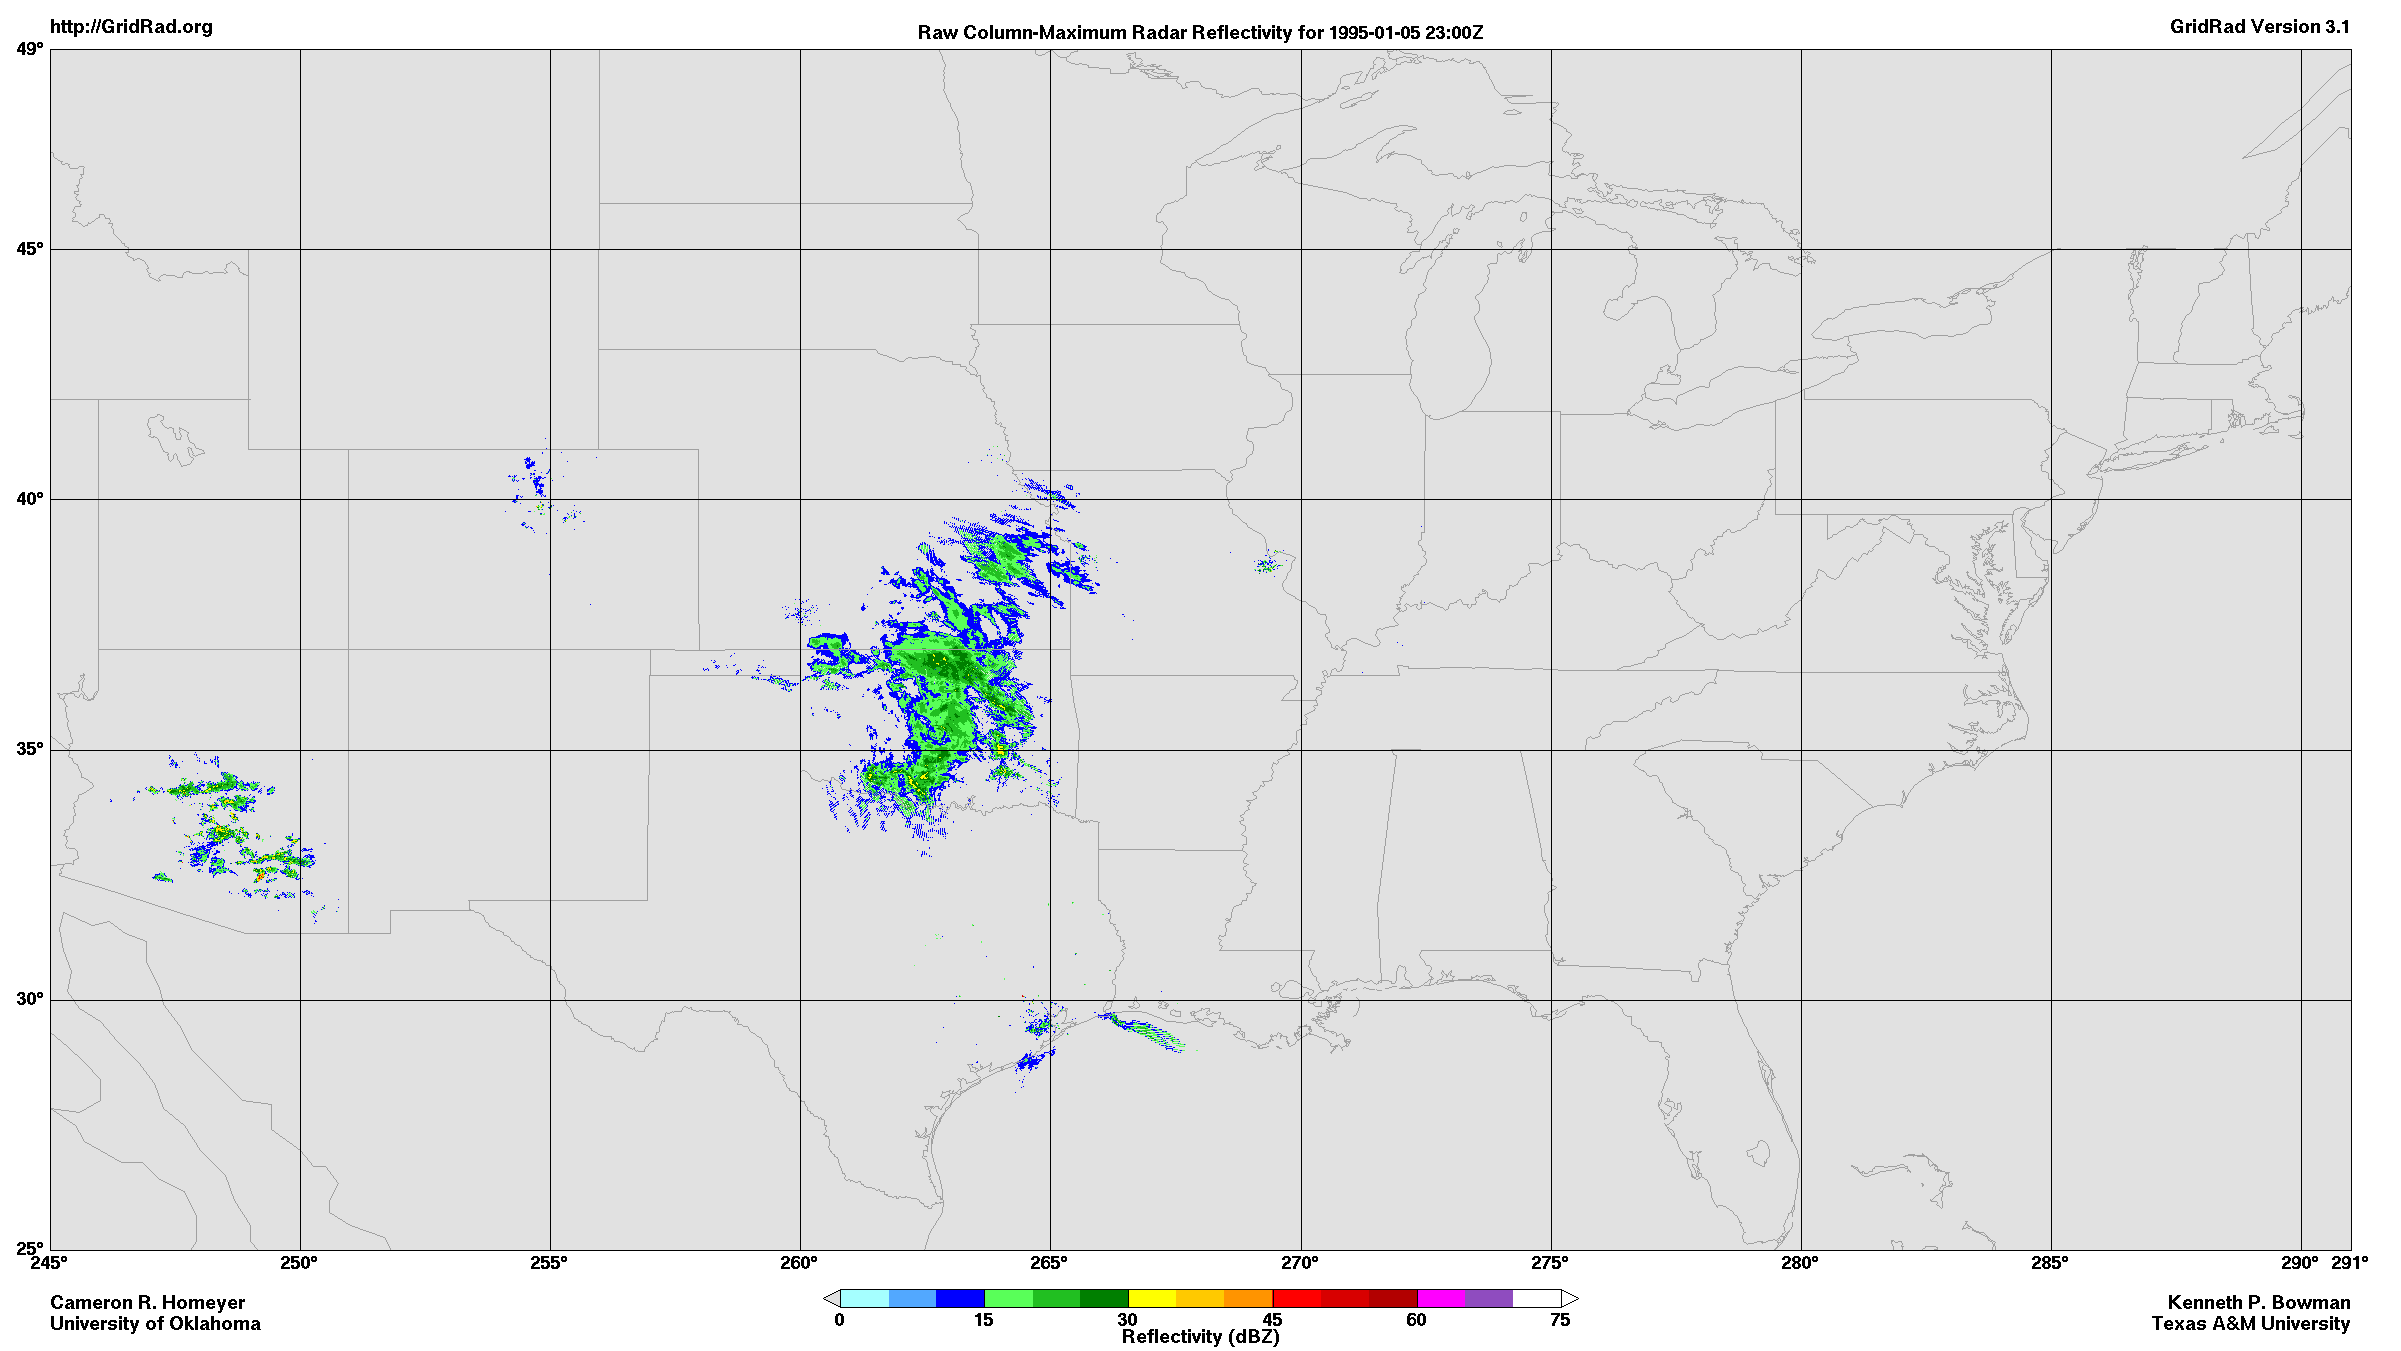 http://GridRad.org
Raw Column-Maximum Radar Reflectivity for 1995-01-05 23:00Z
GridRad Version 3.1
49°
45°
40°
35°
30°
25°
245° 250° 255° 260° 265° 270° 275° 280° 285° 290° 291°
0 15 30 45 60 75
Reflectivity (dBZ)
Cameron R. Homeyer
University of Oklahoma
Kenneth P. Bowman
Texas A&M University